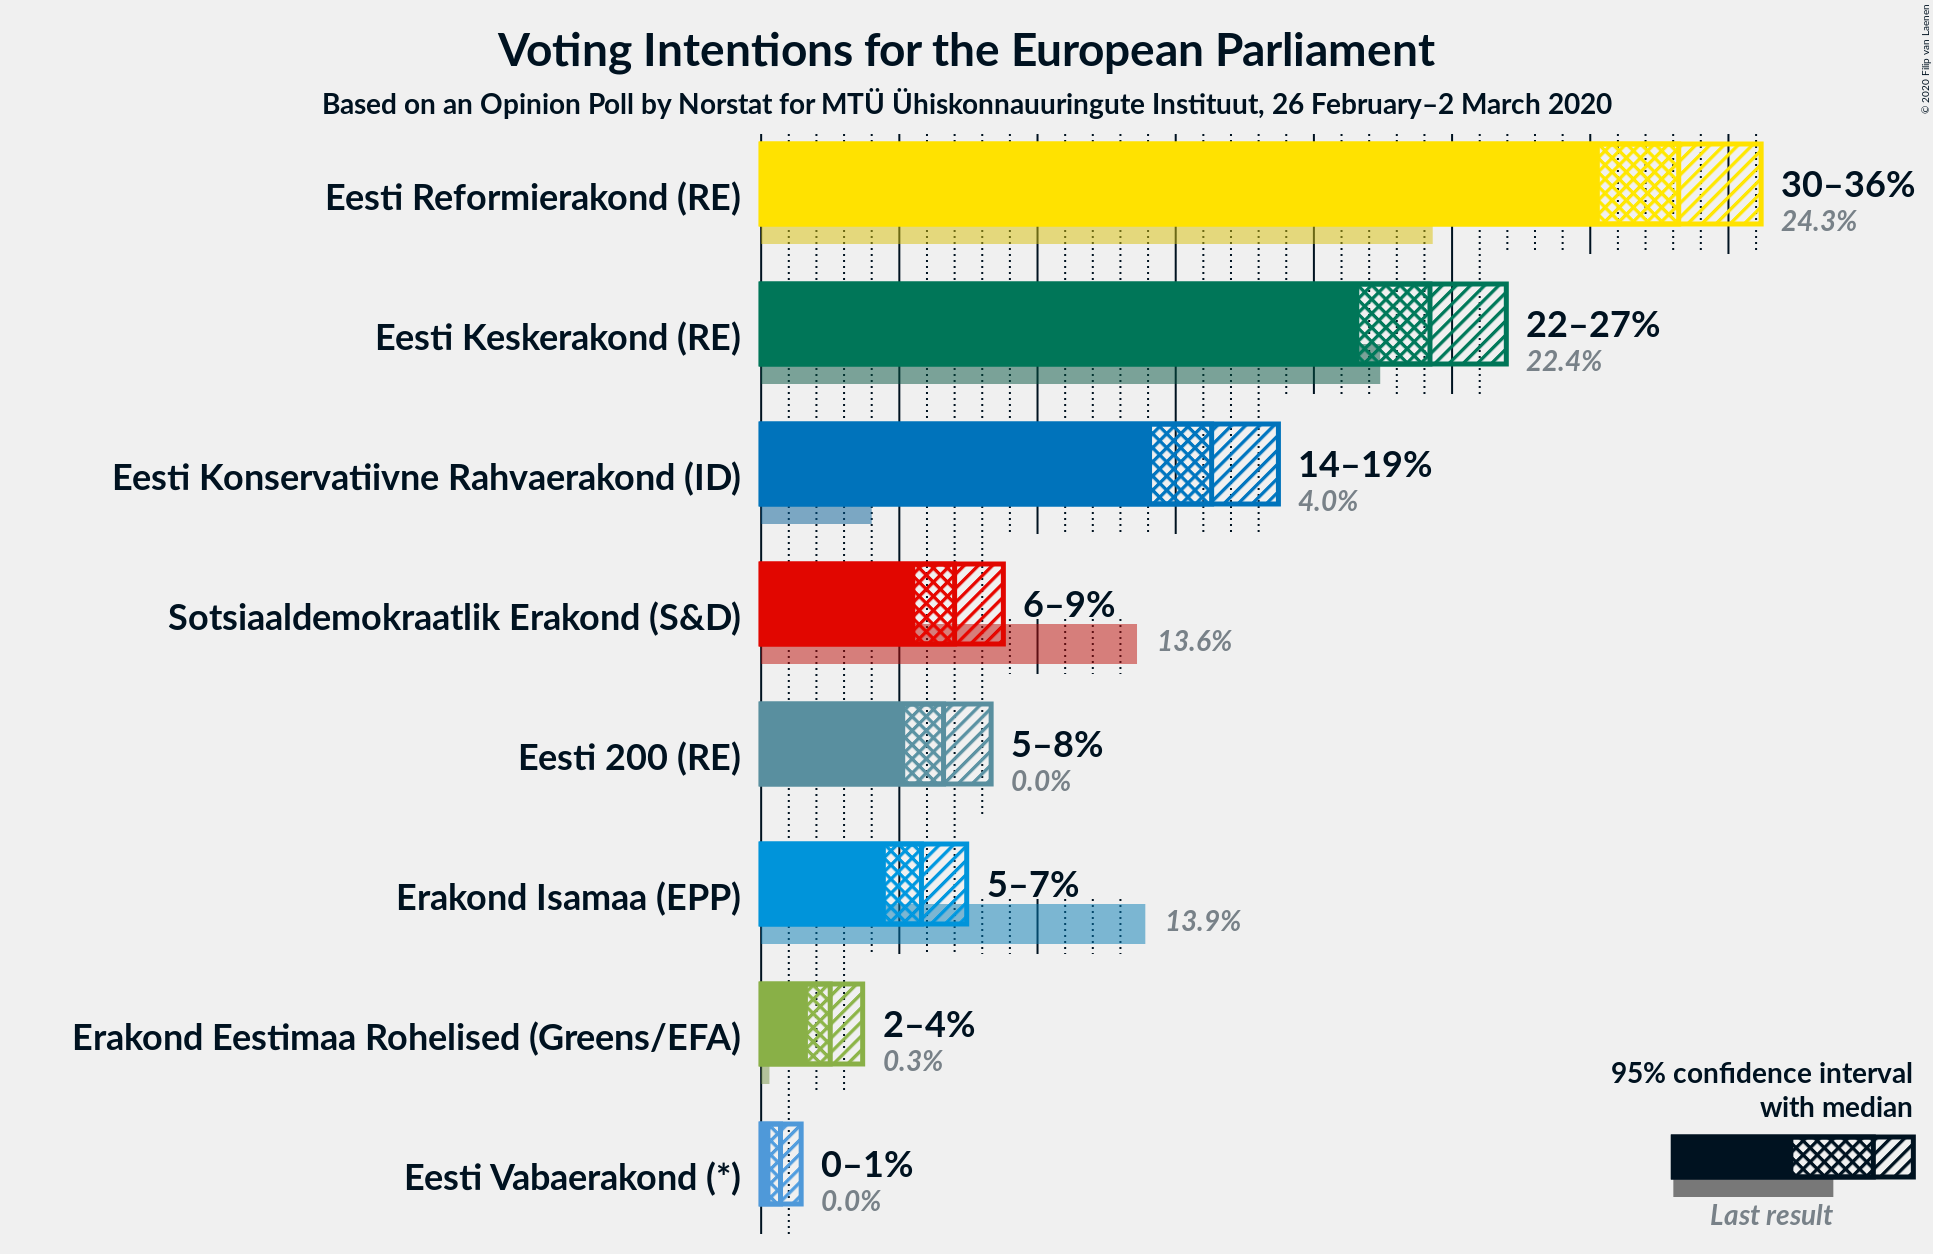 Voting Intentions for the European Parliament
Based on an Opinion Poll by Norstat for MTÜ Ühiskonnauuringute Instituut, 26 February–2 March 2020
© 2020 Filip van Laenen
Eesti Reformierakond (RE)
30–36%
24.3%
Eesti Keskerakond (RE)
22–27%
22.4%
Eesti Konservatiivne Rahvaerakond (ID)
14–19%
4.0%
Sotsiaaldemokraatlik Erakond (S&D)
6–9%
13.6%
Eesti 200 (RE)
5–8%
0.0%
Erakond Isamaa (EPP)
5–7%
13.9%
Erakond Eestimaa Rohelised (Greens/EFA)
2–4%
0.3%
Eesti Vabaerakond (*)
0–1%
0.0%
95% confidence interval
with median
Last result